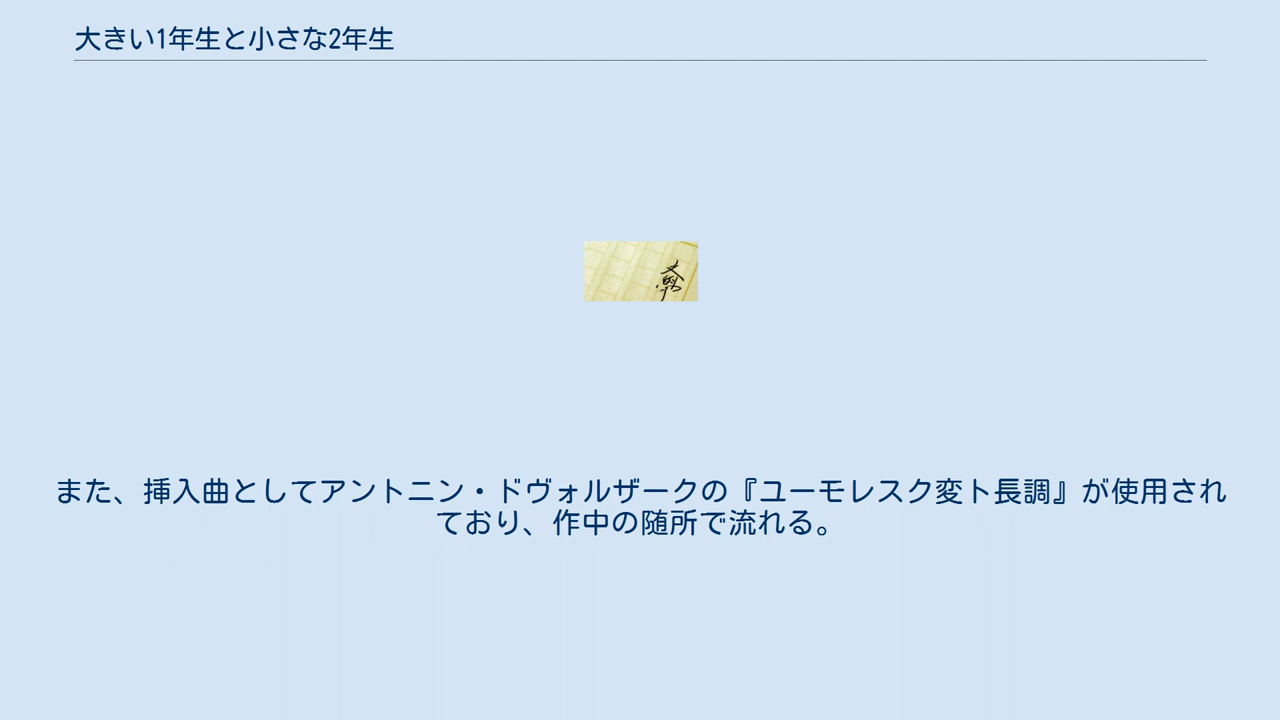 大きい1年生と小さな2年生
また、挿入曲としてアントニン・ドヴォルザークの『ユーモレスク変ト長調』が使用され
ており、作中の随所で流れる。